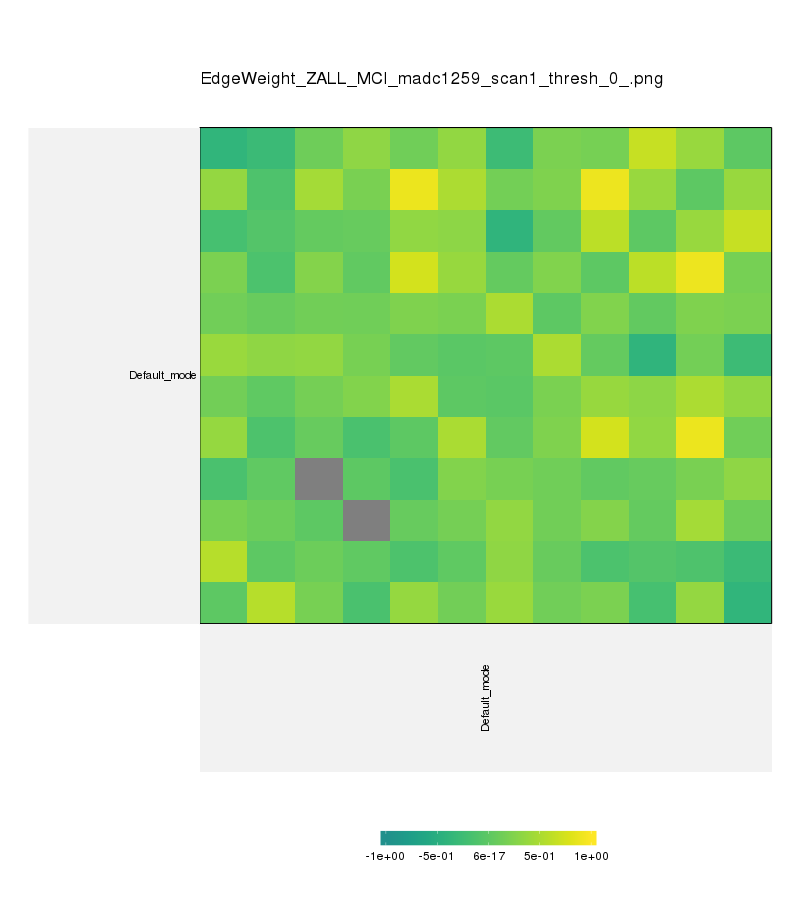 EdgeWeight_ZALL_MCI_madc1259_scan1_thresh_0_.png
Default_mode
Default_mode
-1e+00 -5e-01 6e-17 5e-01 1e+00